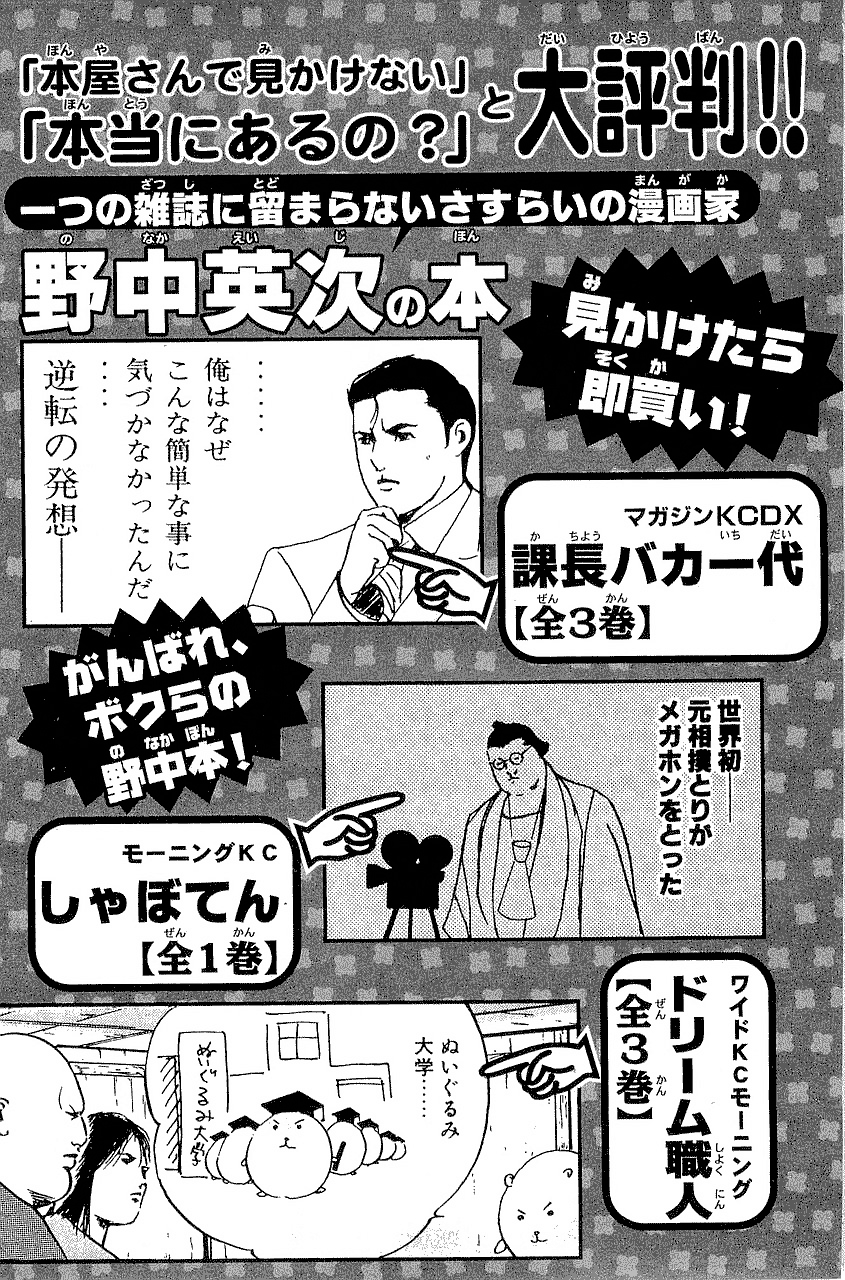 「本屋さんで見かけない」
「本当にあるの?」
と
大評判!!
一つの雑誌に留まらないさすらいの漫画家
野中英次の本
見かけたら
即買い!
‥‥‥
俺はなぜ
こんな簡単な事に
気づかなかったんだ
‥‥
逆転の発想――
マガジンKCDX
課長バカ一代
【全3巻】
がんばれ、
ボクらの
野中本!
世界初――
元相撲とりが
メガホンをとった
モーニングKC
しゃぼてん
【全1巻】
ワイドKCモーニング
ドリーム職人
【全3巻】
ぬいぐるみ
大学‥‥‥
ぬいぐるみ大学